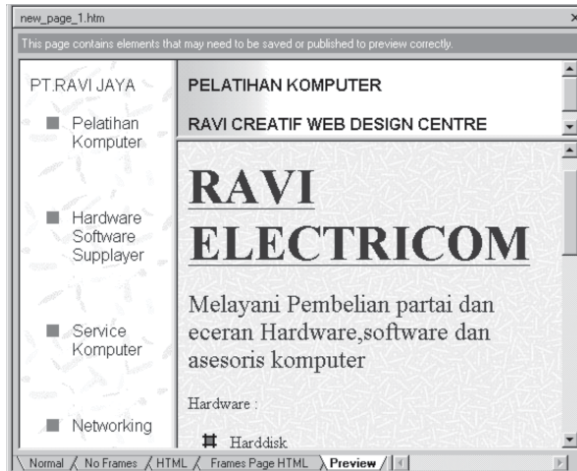 new_page_1.htm
This page contains elements that may need to be saved or published to preview correctly.
PT.RAVI JAYA
Pelatihan
Komputer
Hardware
Software
Supplayer
Service
Komputer
Networking
PELATIHAN KOMPUTER
RAVI CREATIF WEB DESIGN CENTRE
RAVI
ELECTRICOM
Melayani Pembelian partai dan
eceran Hardware,software dan
asesoris komputer
Hardware :
Harddisk
Normal No Frames HTML Frames Page HTML Preview